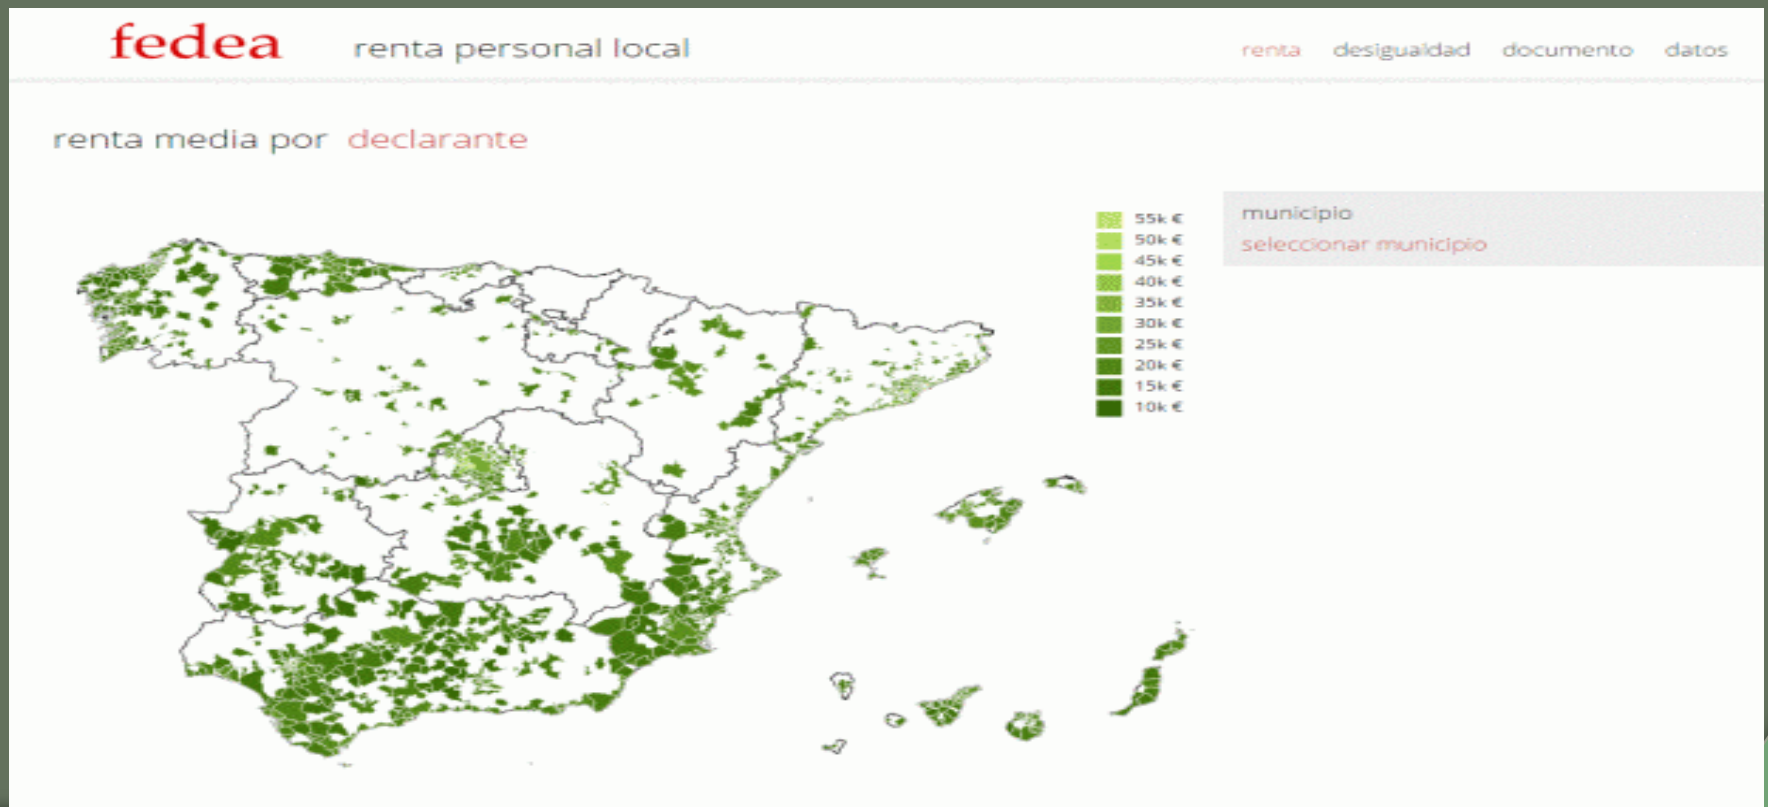 fedea renta personal local renta desigualdad documento datos
renta media por declarante
55k €
50k €
45k €
40k €
35k €
30k €
25k €
20k €
15k €
10k €
municipio
seleccionar municipio